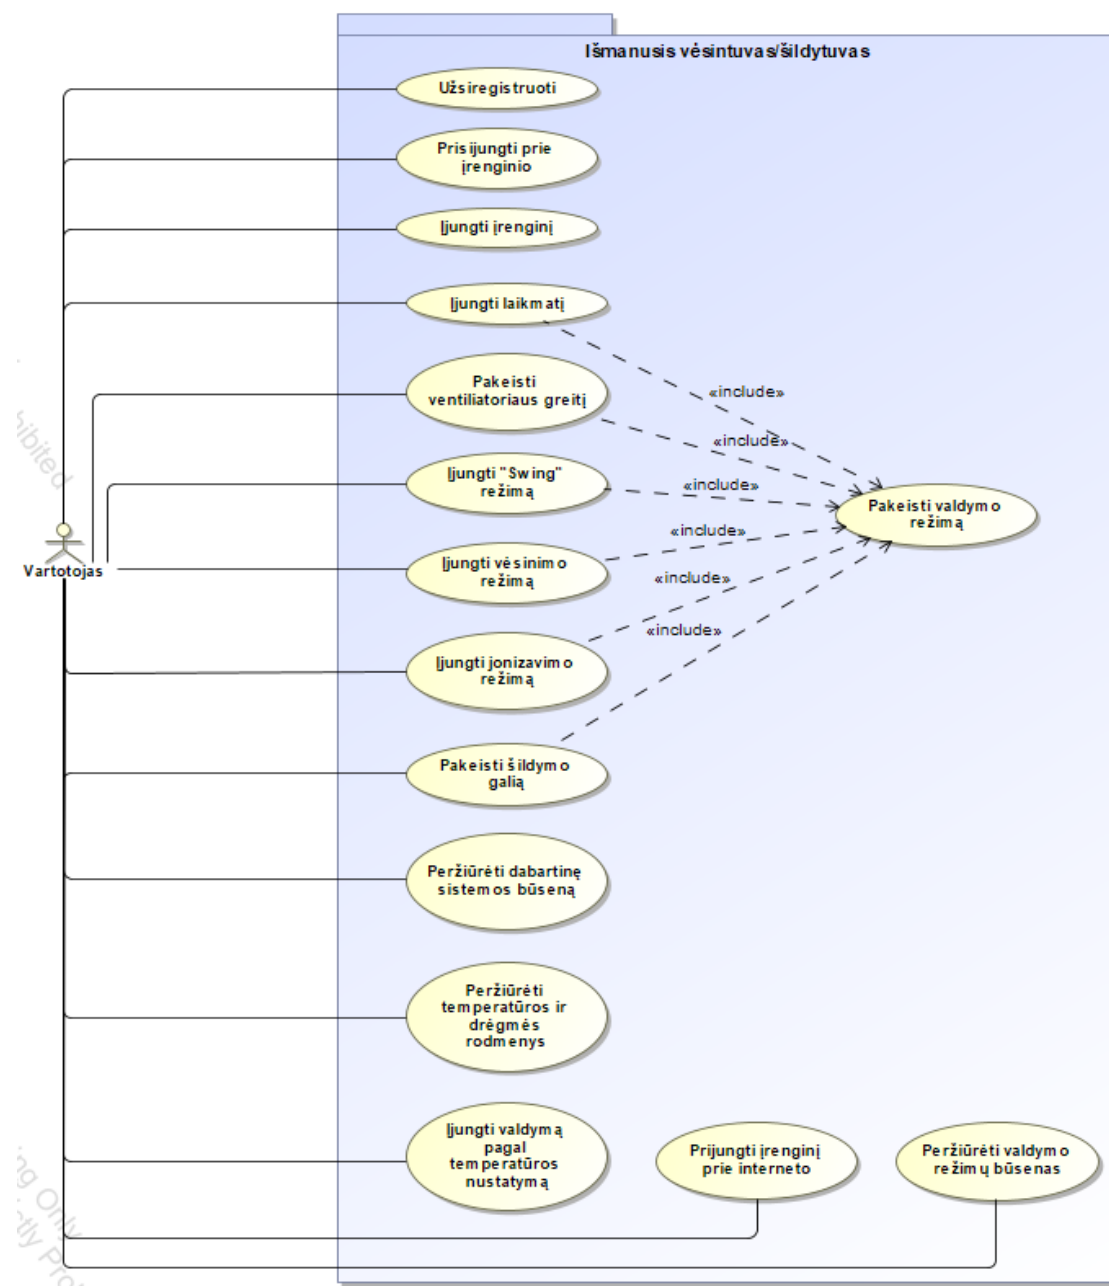 Išmanusis vėsintuvas/šildytuvas
Užsiregistruoti
Prisijungti prie
įrenginio
Įjungti įrenginį
Įjungti laikmatį
Pakeisti
ventiliatoriaus greitį
«include»
«include»
Įjungti "Swing"
režimą
«include»
Pakeisti valdymo
režimą
«include»
Vartotojas
Įjungti vėsinimo
režimą
«include»
«include»
Įjungti jonizavimo
režimą
Pakeisti šildymo
galią
Peržiūrėti dabartinę
sistemos būseną
Peržiūrėti
temperatūros ir
drėgmės
rodmenys
Įjungti valdymą
pagal
temperatūros
nustatymą
Prijungti įrenginį
prie interneto
Peržiūrėti valdymo
režimų būsenas